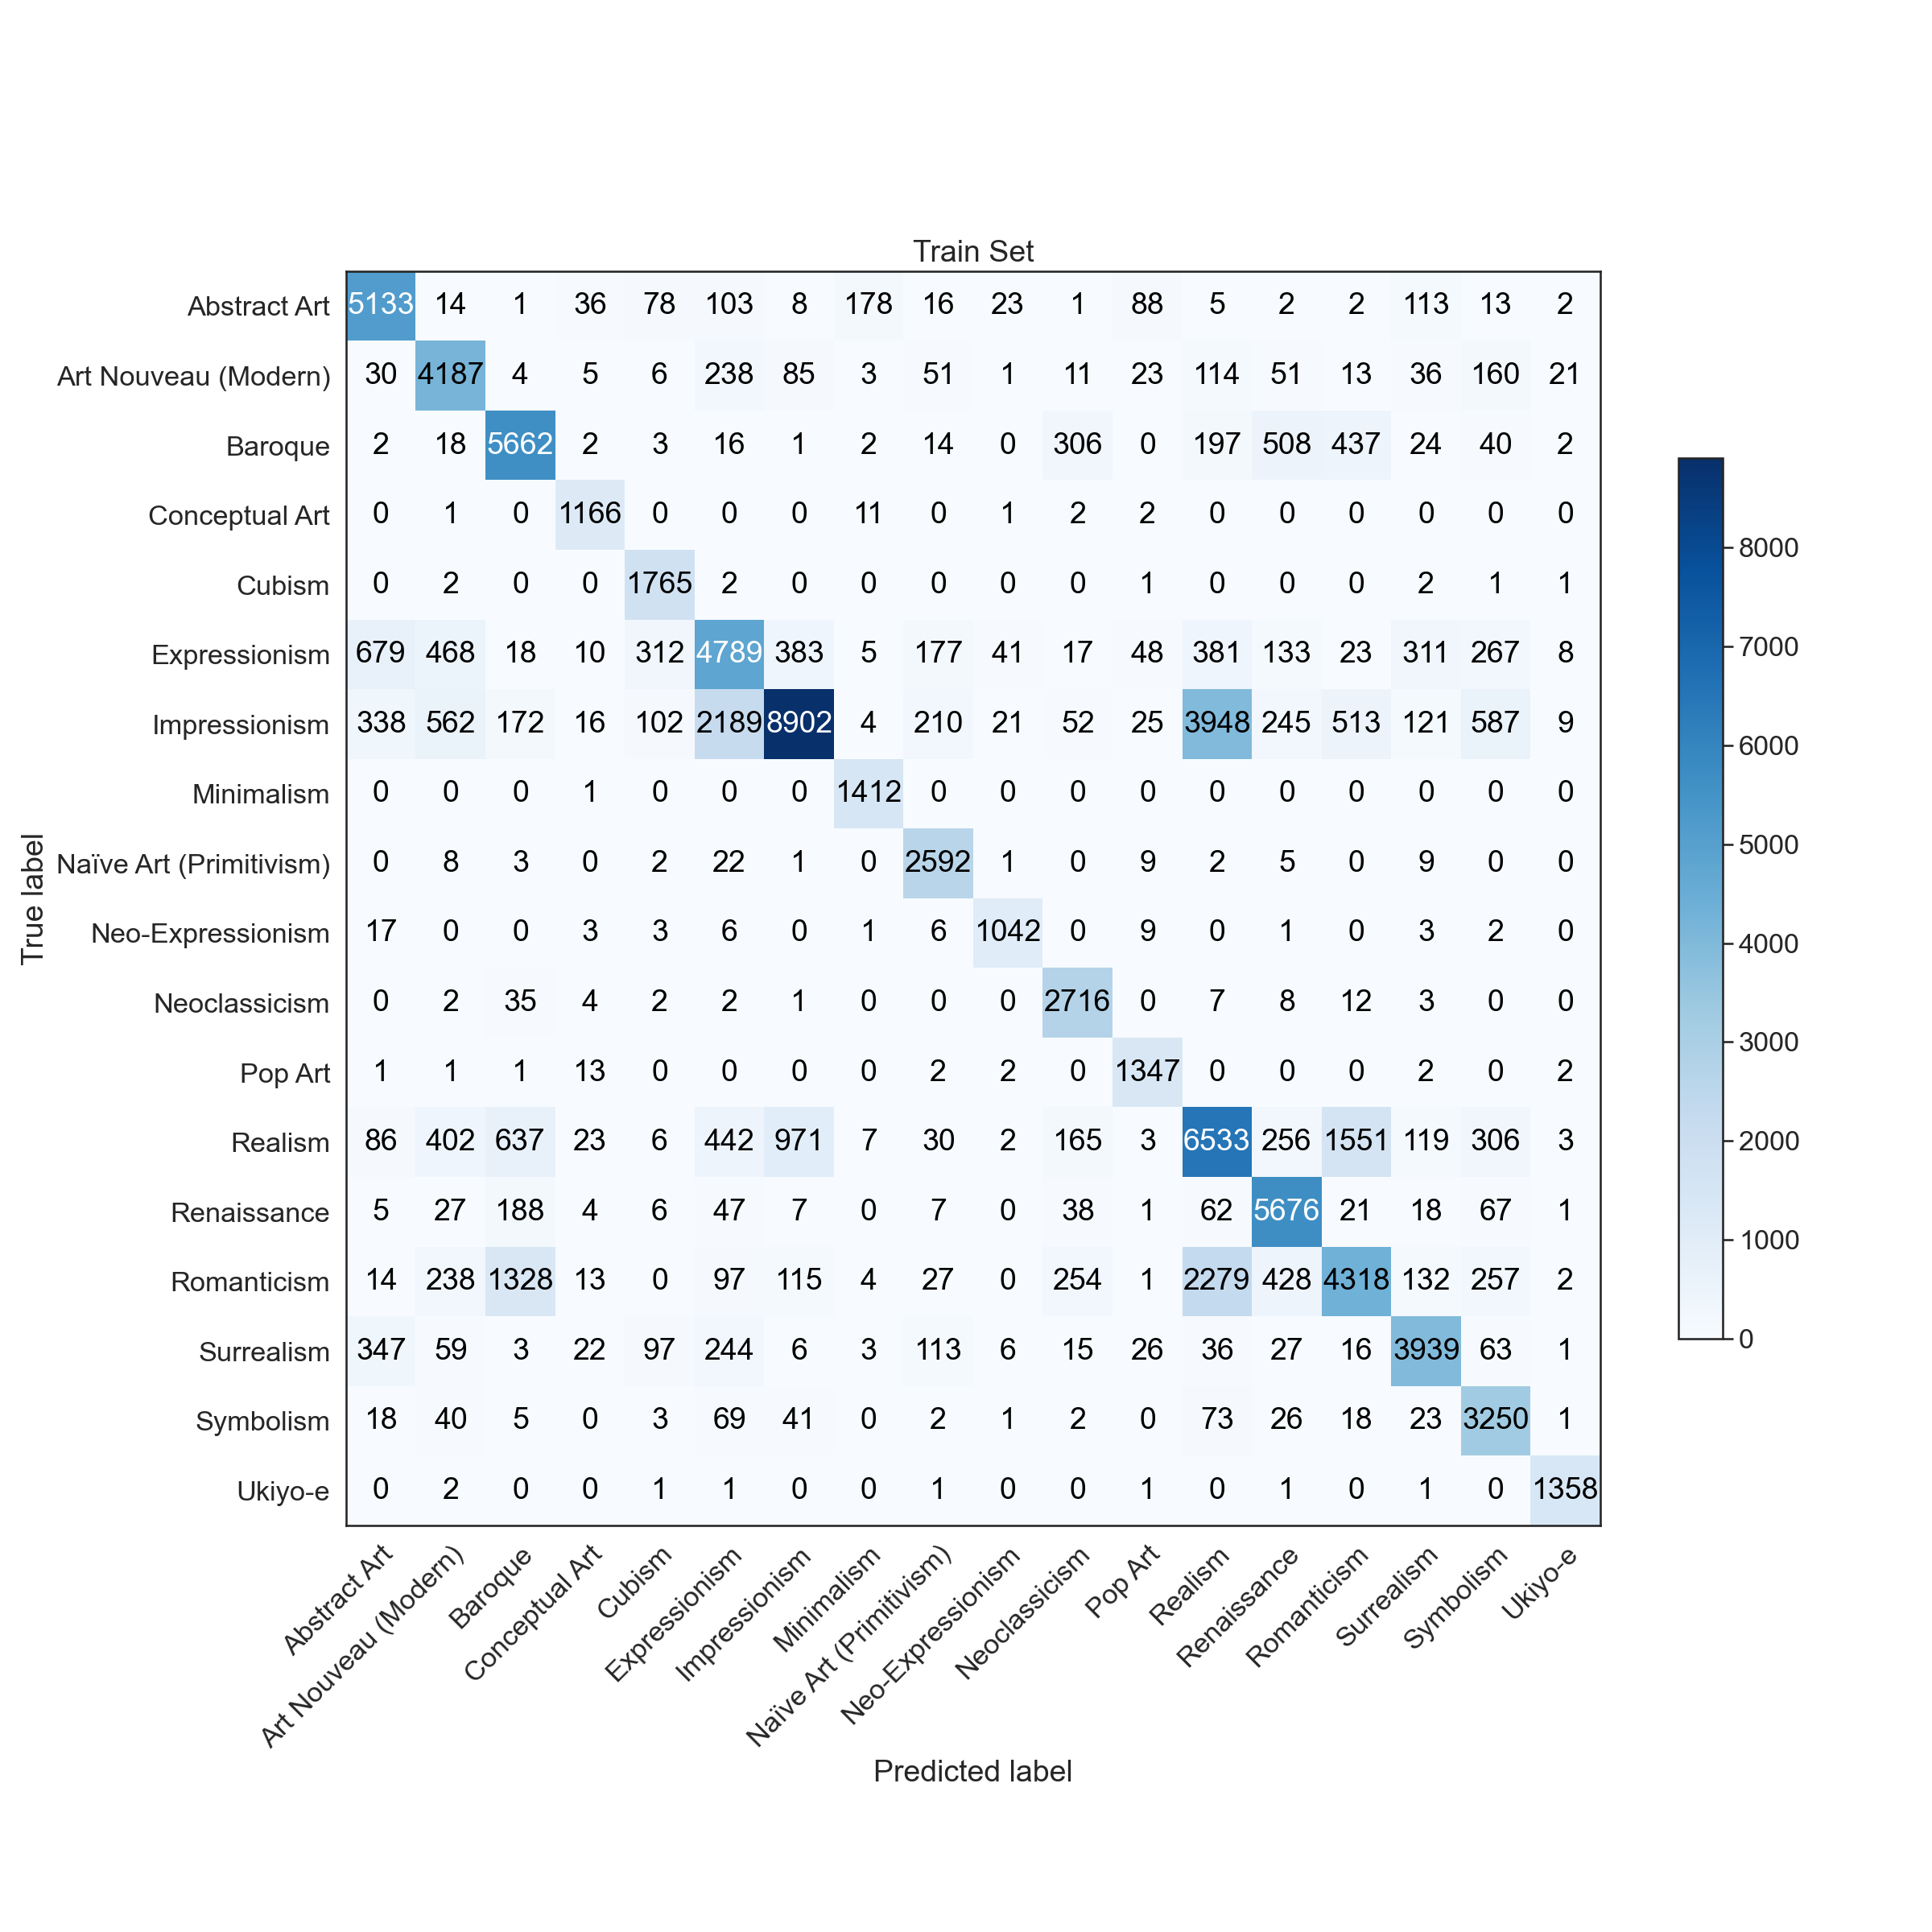 Train Set
True label
Abstract Art 5133 14 1 36 78 103 8 178 16 23 1 88 5 2 2 113 13 2
Art Nouveau (Modern) 30 4187 4 5 6 238 85 3 51 1 11 23 114 51 13 36 160 21
Baroque 2 18 5662 2 3 16 1 2 14 0 306 0 197 508 437 24 40 2
Conceptual Art 0 1 0 1166 0 0 0 11 0 1 2 2 0 0 0 0 0 0
Cubism 0 2 0 0 1765 2 0 0 0 0 0 1 0 0 0 2 1 1
Expressionism 679 468 18 10 312 4789 383 5 177 41 17 48 381 133 23 311 267 8
Impressionism 338 562 172 16 102 2189 8902 4 210 21 52 25 3948 245 513 121 587 9
Minimalism 0 0 0 1 0 0 0 1412 0 0 0 0 0 0 0 0 0 0
Naïve Art (Primitivism) 0 8 3 0 2 22 1 0 2592 1 0 9 2 5 0 9 0 0
Neo-Expressionism 17 0 0 3 3 6 0 1 6 1042 0 9 0 1 0 3 2 0
Neoclassicism 0 2 35 4 2 2 1 0 0 0 2716 0 7 8 12 3 0 0
Pop Art 1 1 1 13 0 0 0 0 2 2 0 1347 0 0 0 2 0 2
Realism 86 402 637 23 6 442 971 7 30 2 165 3 6533 256 1551 119 306 3
Renaissance 5 27 188 4 6 47 7 0 7 0 38 1 62 5676 21 18 67 1
Romanticism 14 238 1328 13 0 97 115 4 27 0 254 1 2279 428 4318 132 257 2
Surrealism 347 59 3 22 97 244 6 3 113 6 15 26 36 27 16 3939 63 1
Symbolism 18 40 5 0 3 69 41 0 2 1 2 0 73 26 18 23 3250 1
Ukiyo-e 0 2 0 0 1 1 0 0 1 0 0 1 0 1 0 1 0 1358
Abstract Art
Art Nouveau (Modern)
Baroque
Conceptual Art
Cubism
Expressionism
Impressionism
Minimalism
Naïve Art (Primitivism)
Neo-Expressionism
Neoclassicism
Pop Art
Realism
Renaissance
Romanticism
Surrealism
Symbolism
Ukiyo-e
Predicted label
8000
7000
6000
5000
4000
3000
2000
1000
0